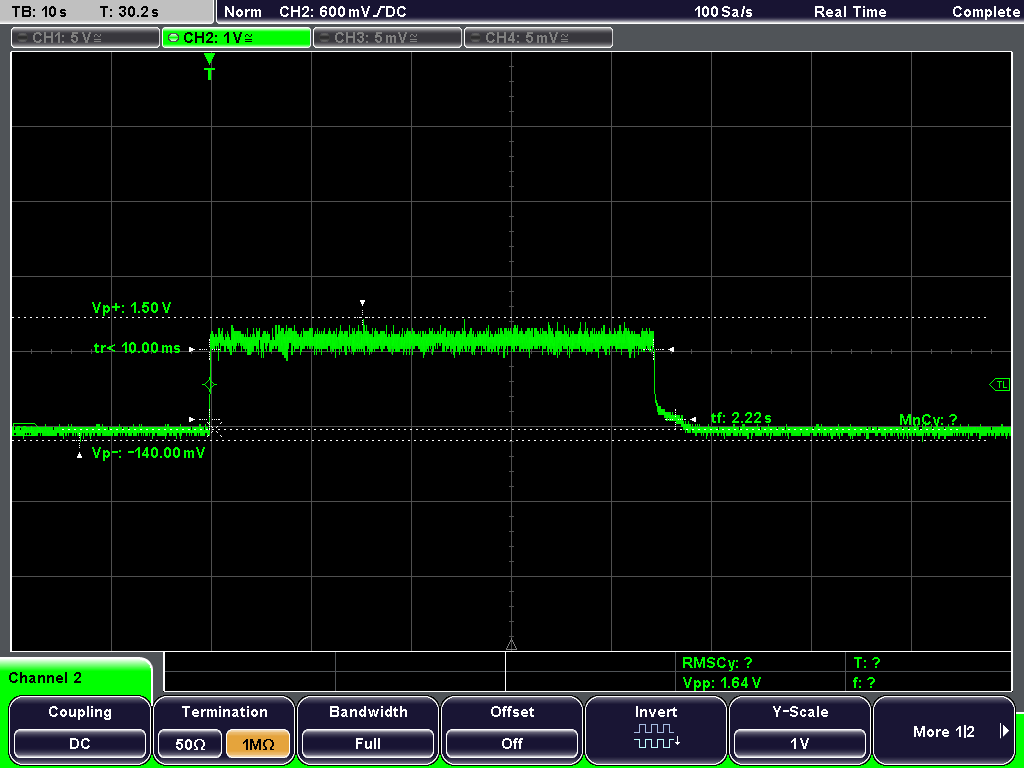 TB: 10 s T: 30.2 s Norm CH2: 600 mV DC 100 Sa/s Real Time Complete
CH1: 5 V≅ CH2: 1 V≅ CH3: 5 mV≅ CH4: 5 mV≅
T
Vp+: 1.50 V
tr< 10.00 ms
TL
tf: 2.22 s MnCy: ?
Vp-: -140.00 mV
RMSCy: ? T: ?
Vpp: 1.64 V f: ?
Channel 2
Coupling Termination Bandwidth Offset Invert Y-Scale More 1|2
DC 50Ω 1MΩ Full Off 1 V